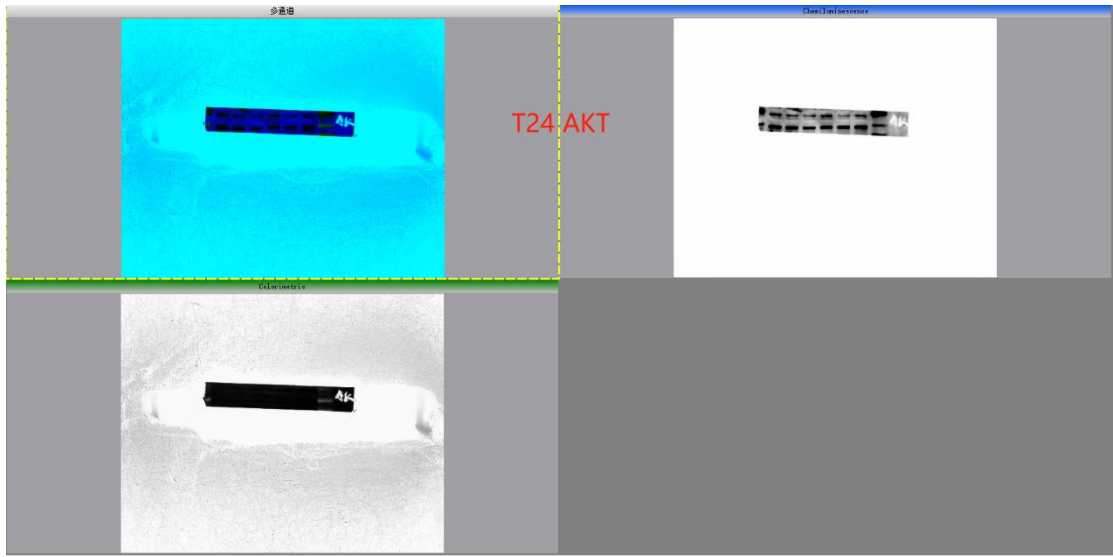 多通道
Chemiluminescence
T24 AKT
AK
AK
Colorimetric
AK